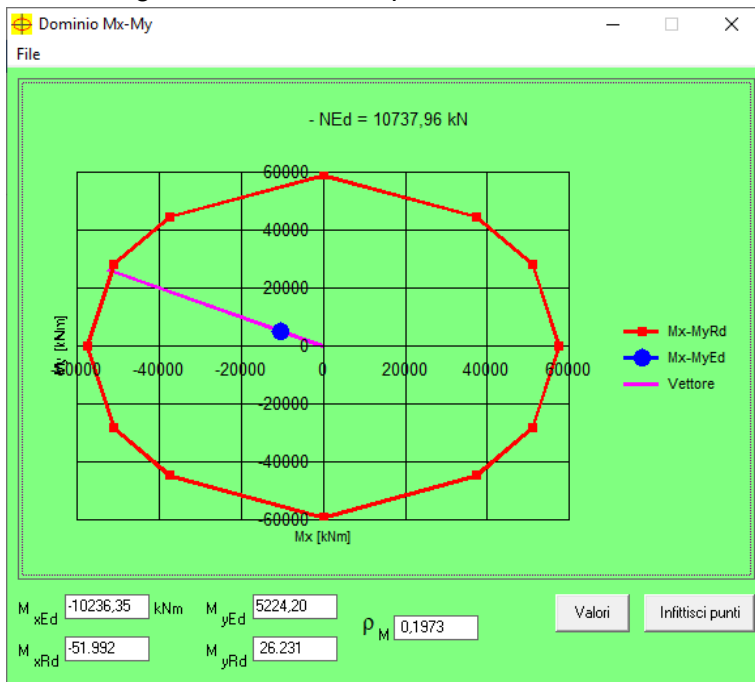 Dominio Mx-My
File
- NEd = 10737,96 kN
60000
40000
20000
0
-20000
-40000
-60000
-60000 -40000 -20000 0 20000 40000 60000
My [kNm]
Mx [kNm]
Mx-MyRd
Mx-MyEd
Vettore
M xEd -10236,35 kNm M yEd 5224,20
M xRd -51.992 M yRd 26.231
ρ M 0,1973
Valori
Infittisci punti